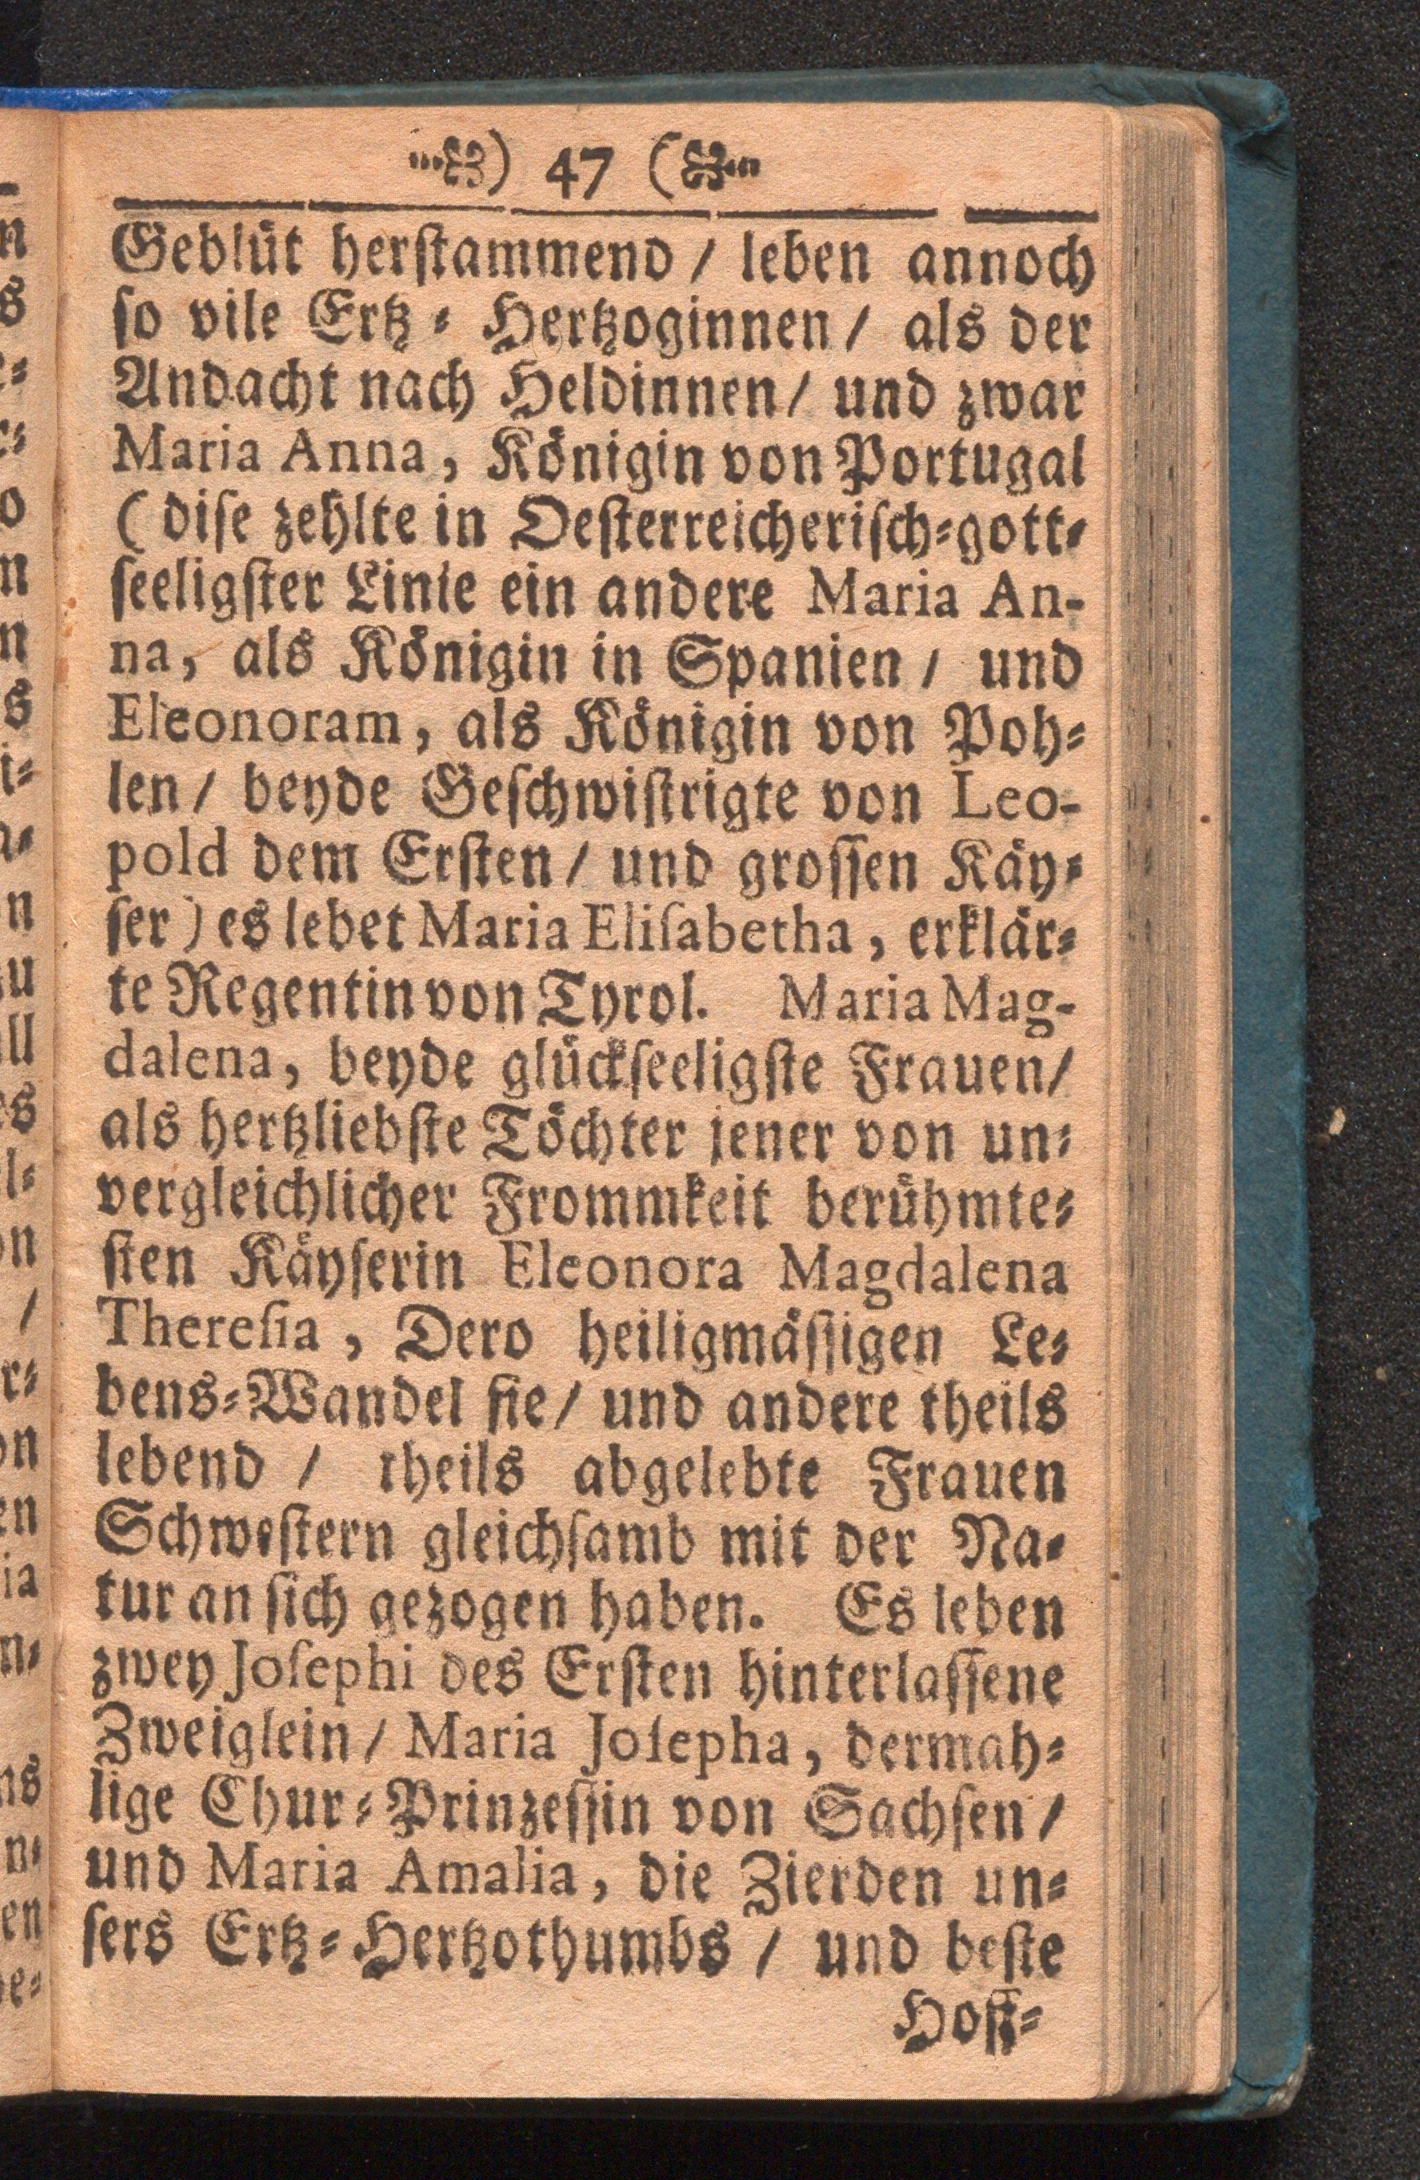 ) 47 (
Geblüt herstammend / leben annoch
so vile Ertz-Hertzoginnen / als der
Andacht nach Heldinnen / und zwar
Maria Anna, Königin von Portugal
( dise zehlte in Oesterreicherisch-gott-
seeligster Linie ein andere Maria An-
na, als Königin in Spanien / und
Eleonoram, als Königin von Poh-
len / beyde Geschwistrigte von Leo-
pold dem Ersten / und grossen Käy-
ser ) es lebet Maria Elisabetha, erklär-
te Regentin von Tyrol. Maria Mag-
dalena, beyde glückseeligste Frauen /
als hertzliebste Töchter jener von un-
vergleichlicher Frommkeit berühmte-
sten Käyserin Eleonora Magdalena
Theresia, Dero heiligmässigen Le-
bens-Wandel sie / und andere theils
lebend / theils abgelebte Frauen
Schwestern gleichsamb mit der Na-
tur an sich gezogen haben. Es leben
zwey Josephi des Ersten hinterlassene
Zweiglein / Maria Josepha, dermah-
lige Chur-Prinzessin von Sachsen /
und Maria Amalia, die Zierden un-
sers Ertz-Hertzothumbs / und beste